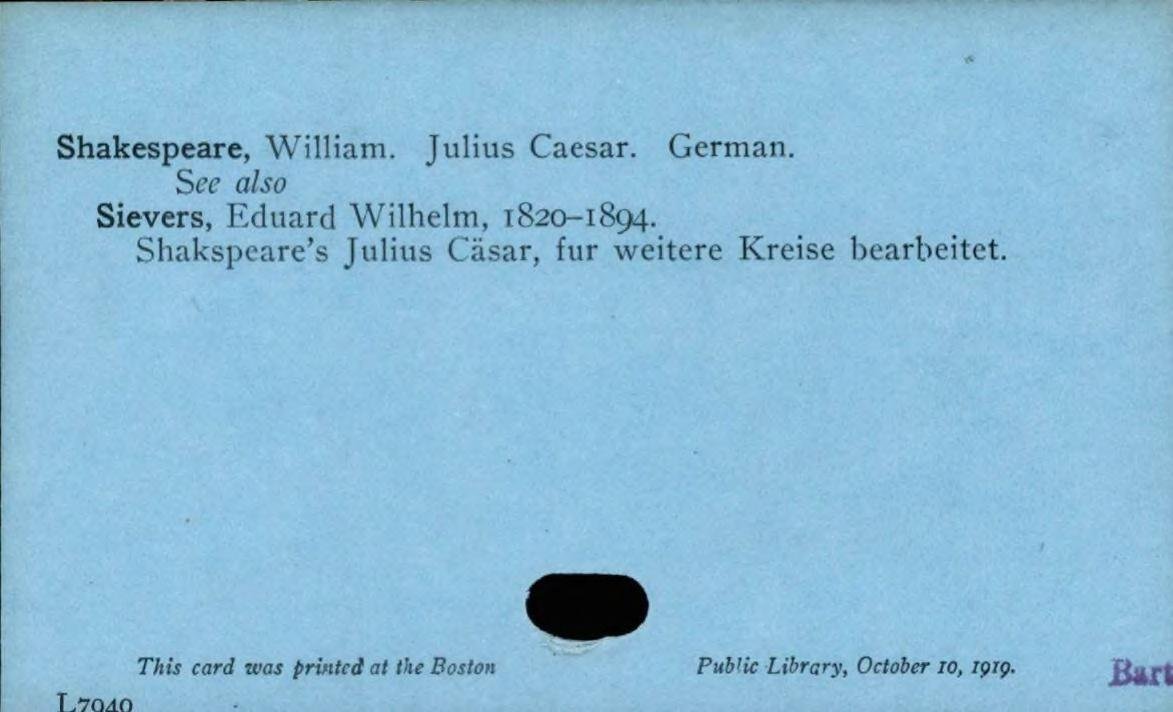 Shakespeare, William. Julius Caesar. German.
See also
Sievers, Eduard Wilhelm, 1820–1894.
Shakspeare's Julius Cäsar, fur weitere Kreise bearbeitet.
This card was printed at the Boston Public Library, October 10, 1919.
Bart
L7940